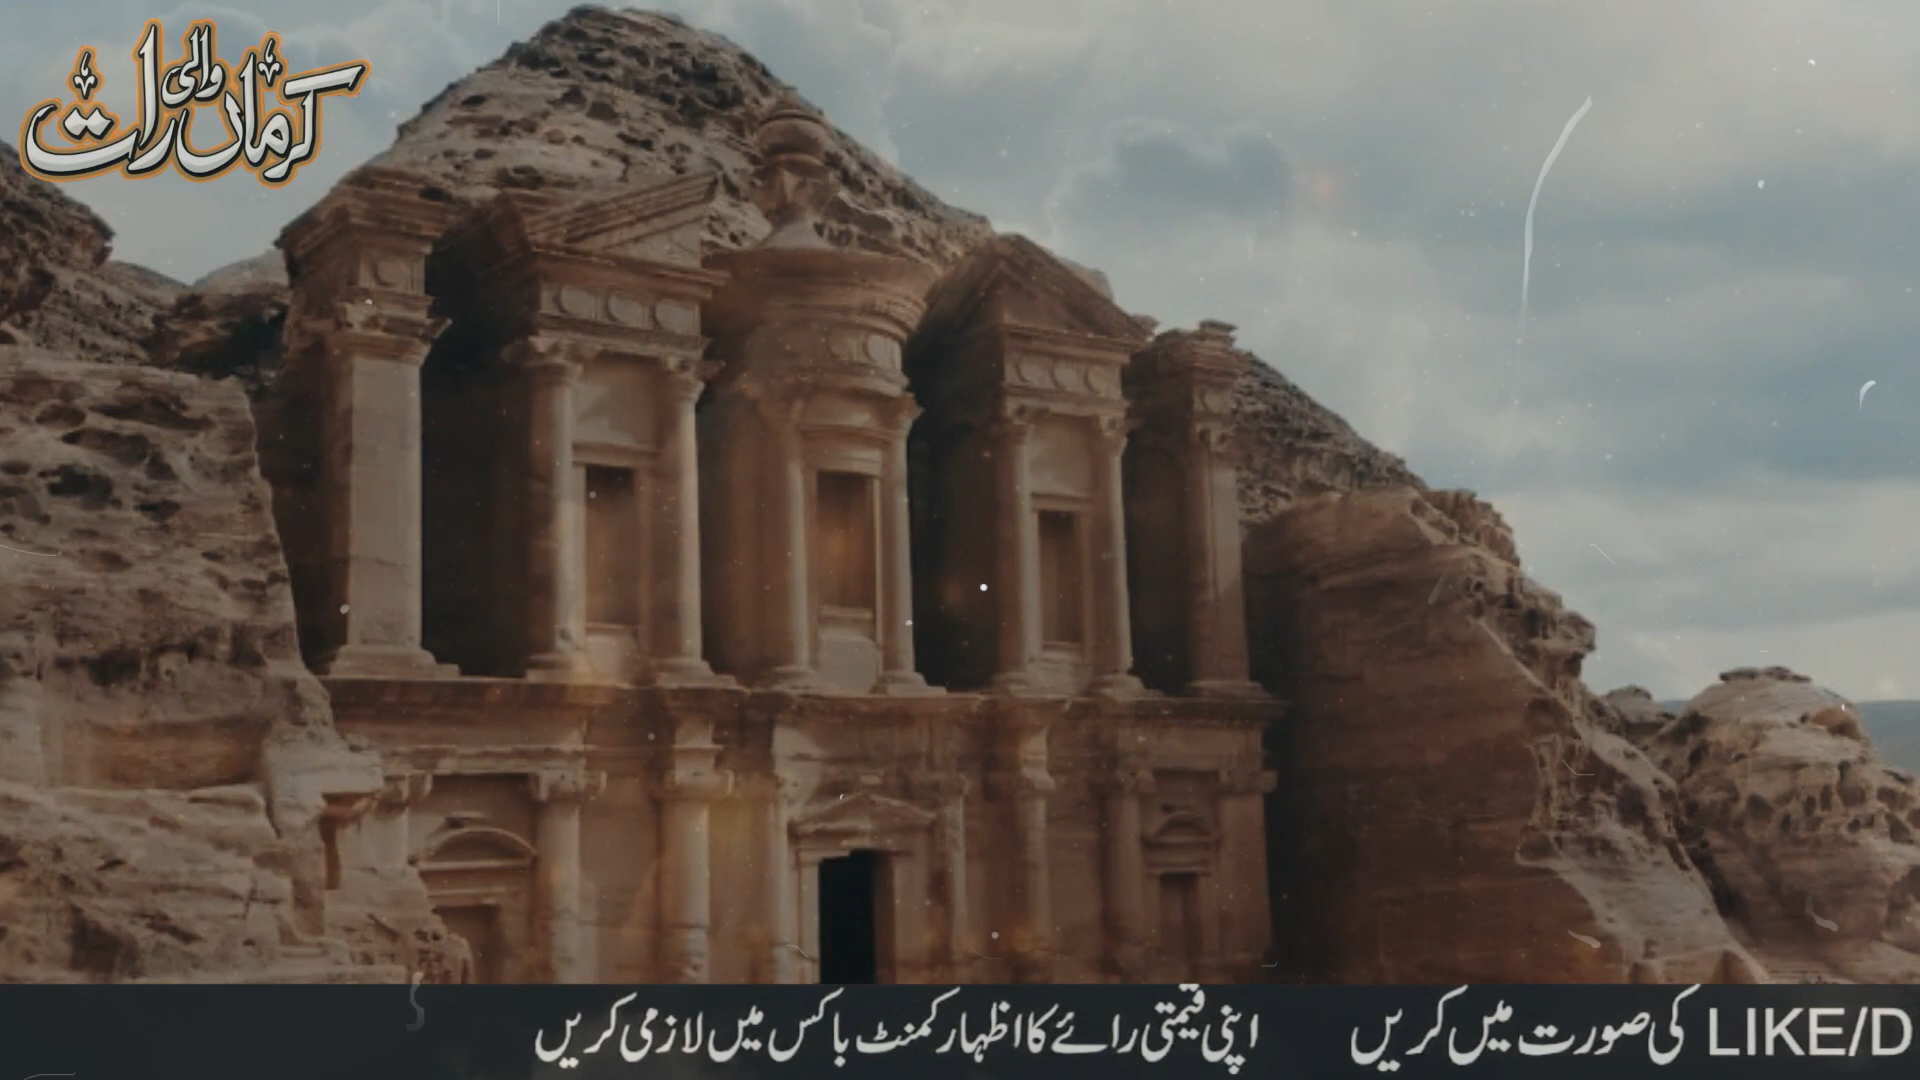 کرماں والی رات
LIKE/D کی صورت میں کریں اپنی قیمتی رائے کا اظہار کمنٹ باکس میں لازمی کریں